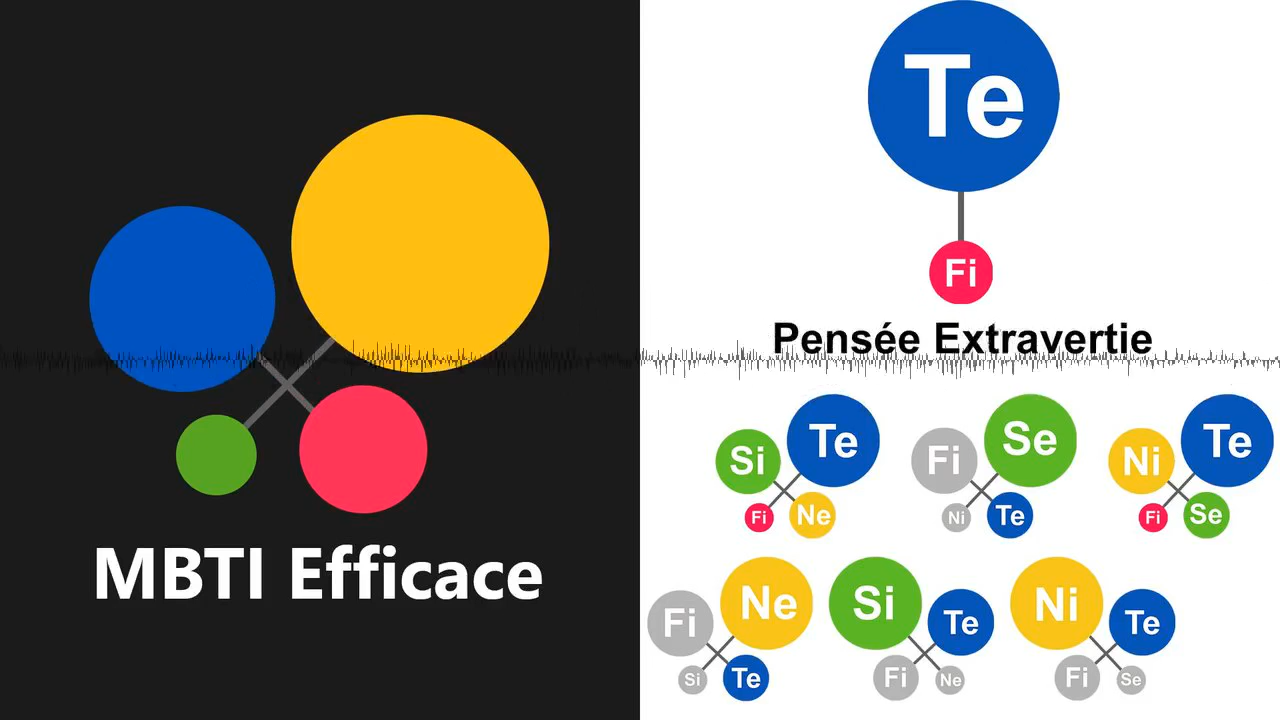 MBTI Efficace
Te
Fi
Pensée Extravertie
Si Te
Fi Ne
Fi Se
Ni Te
Ni Te
Fi Se
Fi Ne
Si Te
Si Te
Fi Ne
Ni Te
Fi Se